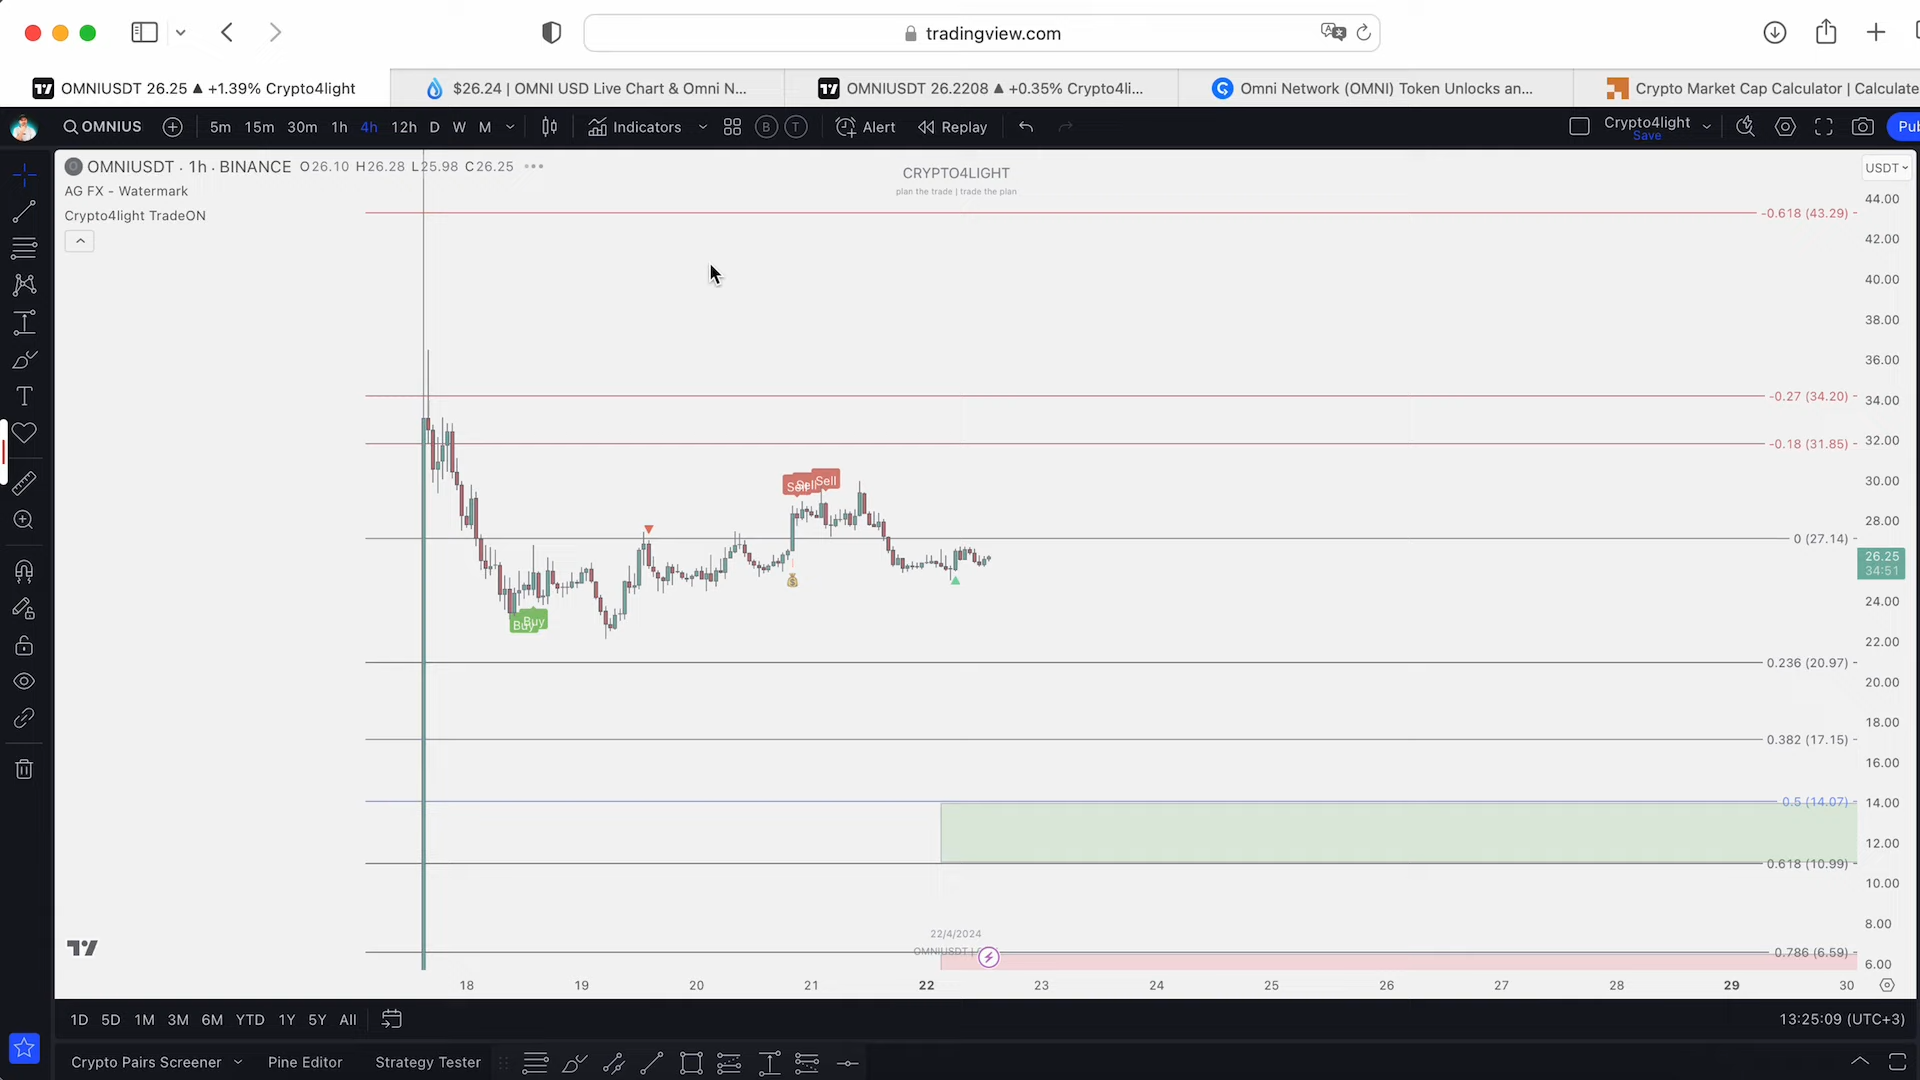 tradingview.com
OMNIUSDT 26.25 ▲ +1.39% Crypto4light
$26.24 | OMNI USD Live Chart & Omni N...
OMNIUSDT 26.2208 ▲ +0.35% Crypto4li...
Omni Network (OMNI) Token Unlocks an...
Crypto Market Cap Calculator | Calculate
OMNIUS 5m 15m 30m 1h 4h 12h D W M Indicators B T Alert Replay Crypto4light Pub
Save
OMNIUSDT · 1h · BINANCE O26.10 H26.28 L25.98 C26.25
AG FX - Watermark
Crypto4light TradeON
CRYPTO4LIGHT
plan the trade | trade the plan
USDT
44.00
-0.618 (43.29)
42.00
40.00
38.00
36.00
-0.27 (34.20)
34.00
-0.18 (31.85)
32.00
Sell Sell Sell
30.00
28.00
0 (27.14)
26.25
34:51
24.00
Buy Buy
22.00
0.236 (20.97)
20.00
18.00
0.382 (17.15)
16.00
0.5 (14.07)
14.00
12.00
0.618 (10.99)
10.00
8.00
22/4/2024
OMNIUSDT |
0.786 (6.59)
6.00
18 19 20 21 22 23 24 25 26 27 28 29 30
1D 5D 1M 3M 6M YTD 1Y 5Y All
13:25:09 (UTC+3)
Crypto Pairs Screener Pine Editor Strategy Tester